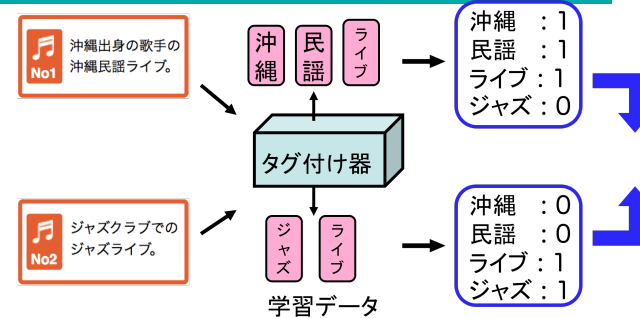 No1
沖縄出身の歌手の
沖縄民謡ライブ。
沖縄
民謡
ライブ
沖縄 : 1
民謡 : 1
ライブ : 1
ジャズ : 0
タグ付け器
No2
ジャズクラブでの
ジャズライブ。
ジャズ
ライブ
沖縄 : 0
民謡 : 0
ライブ : 1
ジャズ : 1
学習データ